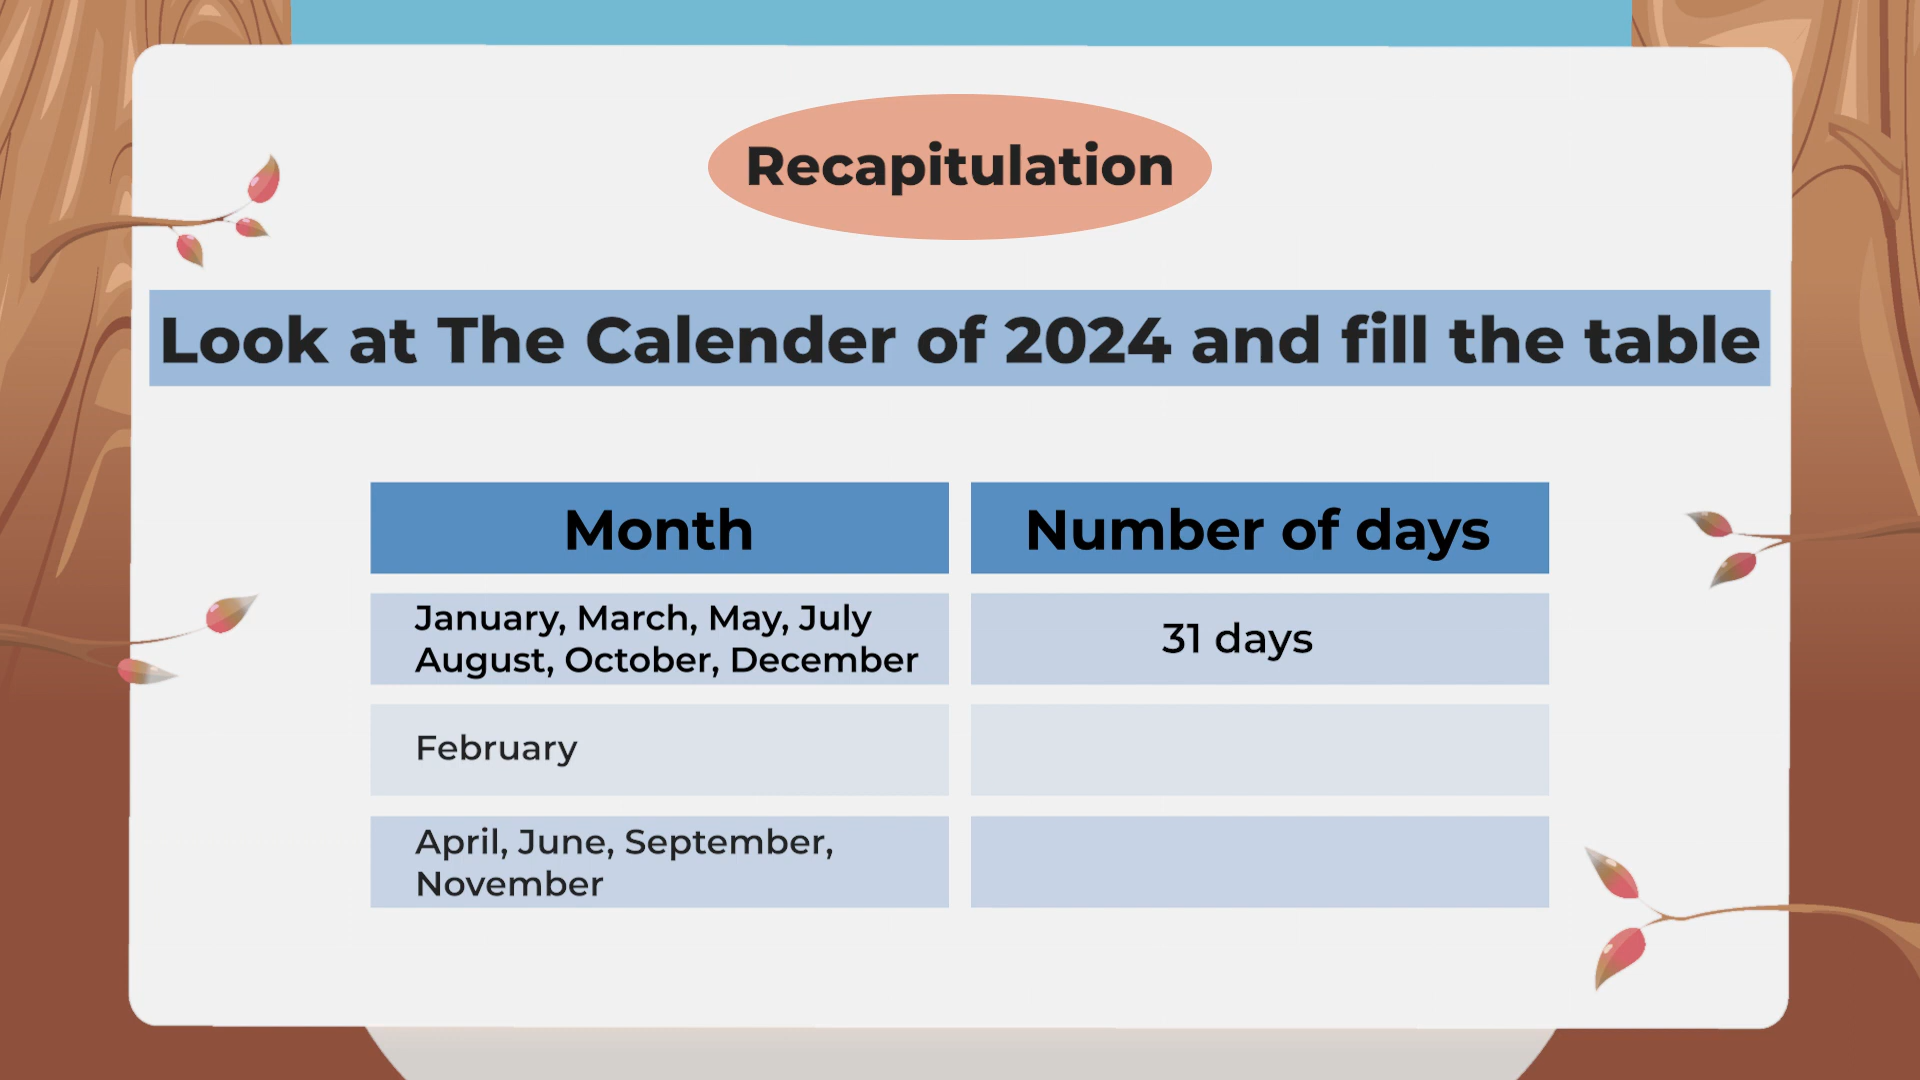 Recapitulation
Look at The Calender of 2024 and fill the table
Month
Number of days
January, March, May, July
August, October, December
31 days
February
April, June, September,
November